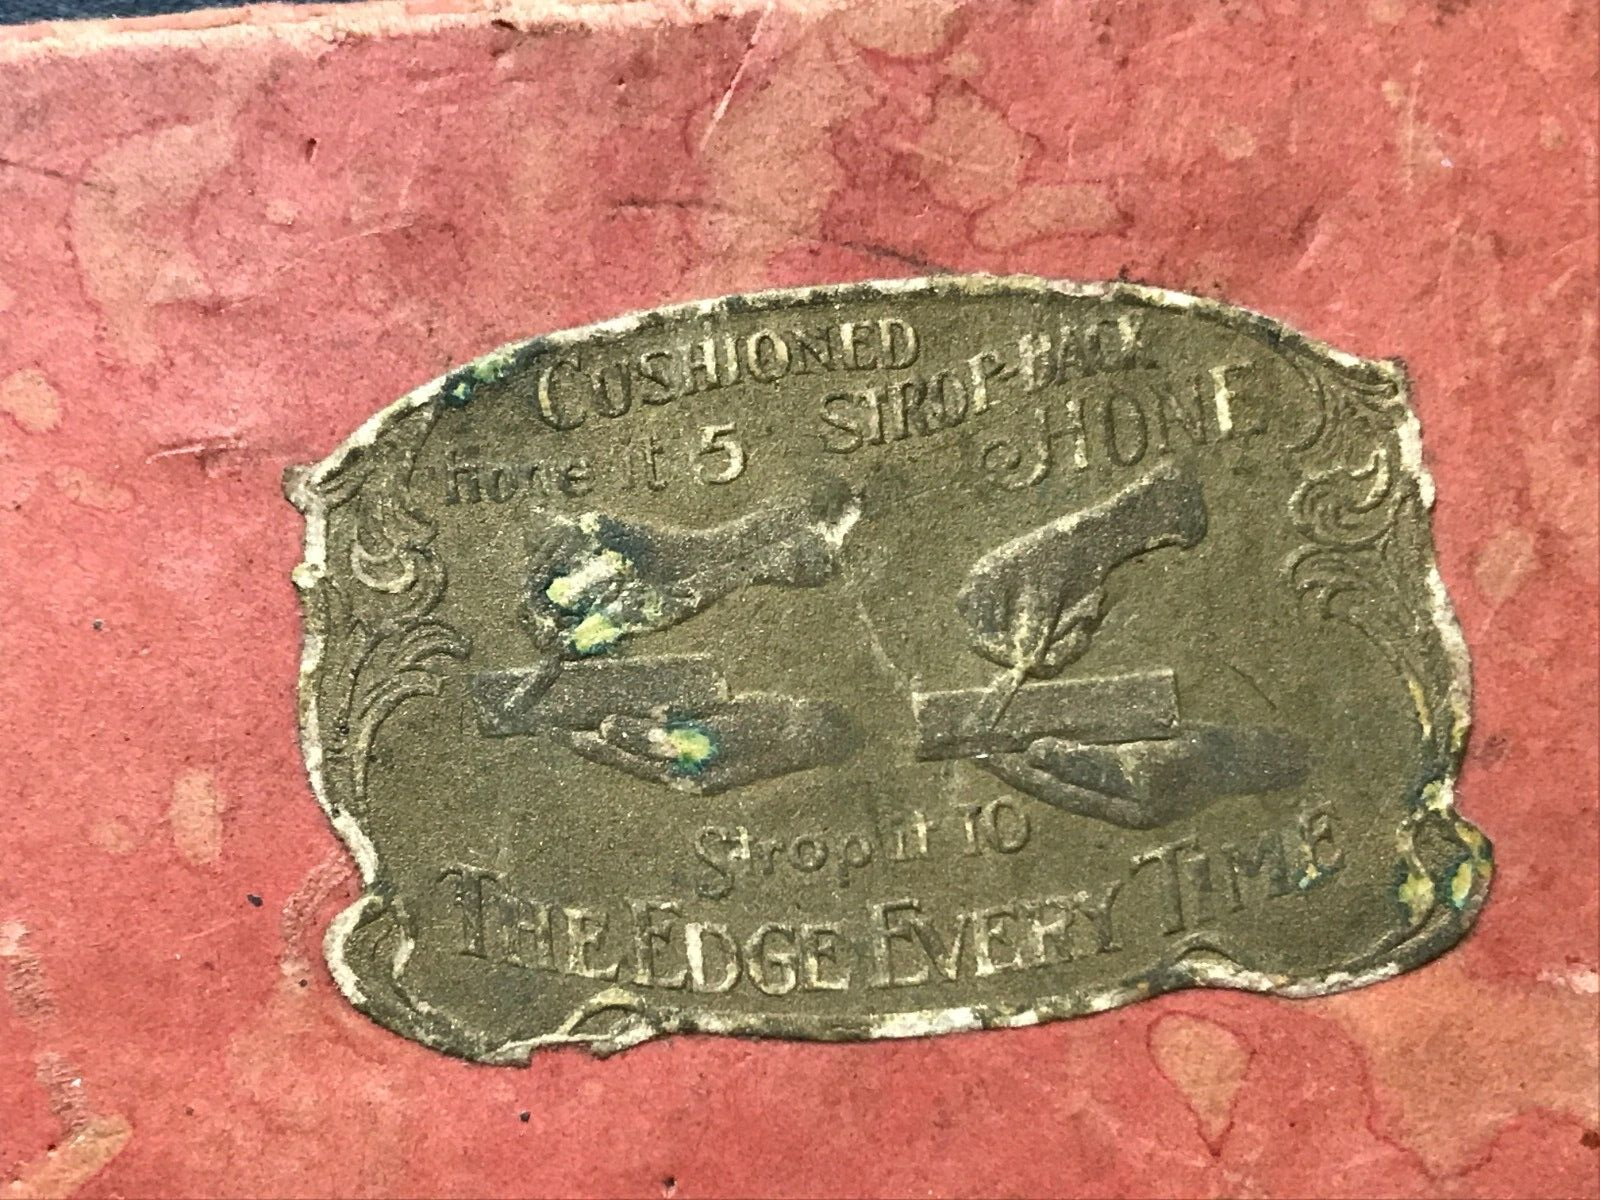 CUSHIONED
STROP-BACK
HONE
hone it 5
Strop it 10
THE EDGE EVERY TIME